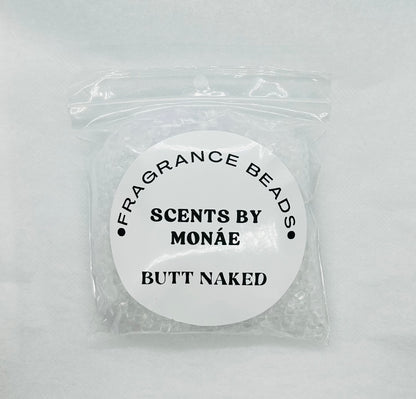 •FRAGRANCE BEADS•
SCENTS BY
MONÁE
BUTT NAKED